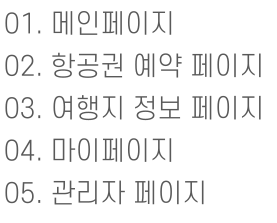 01. 메인페이지
02. 항공권 예약 페이지
03. 여행지 정보 페이지
04. 마이페이지
05. 관리자 페이지